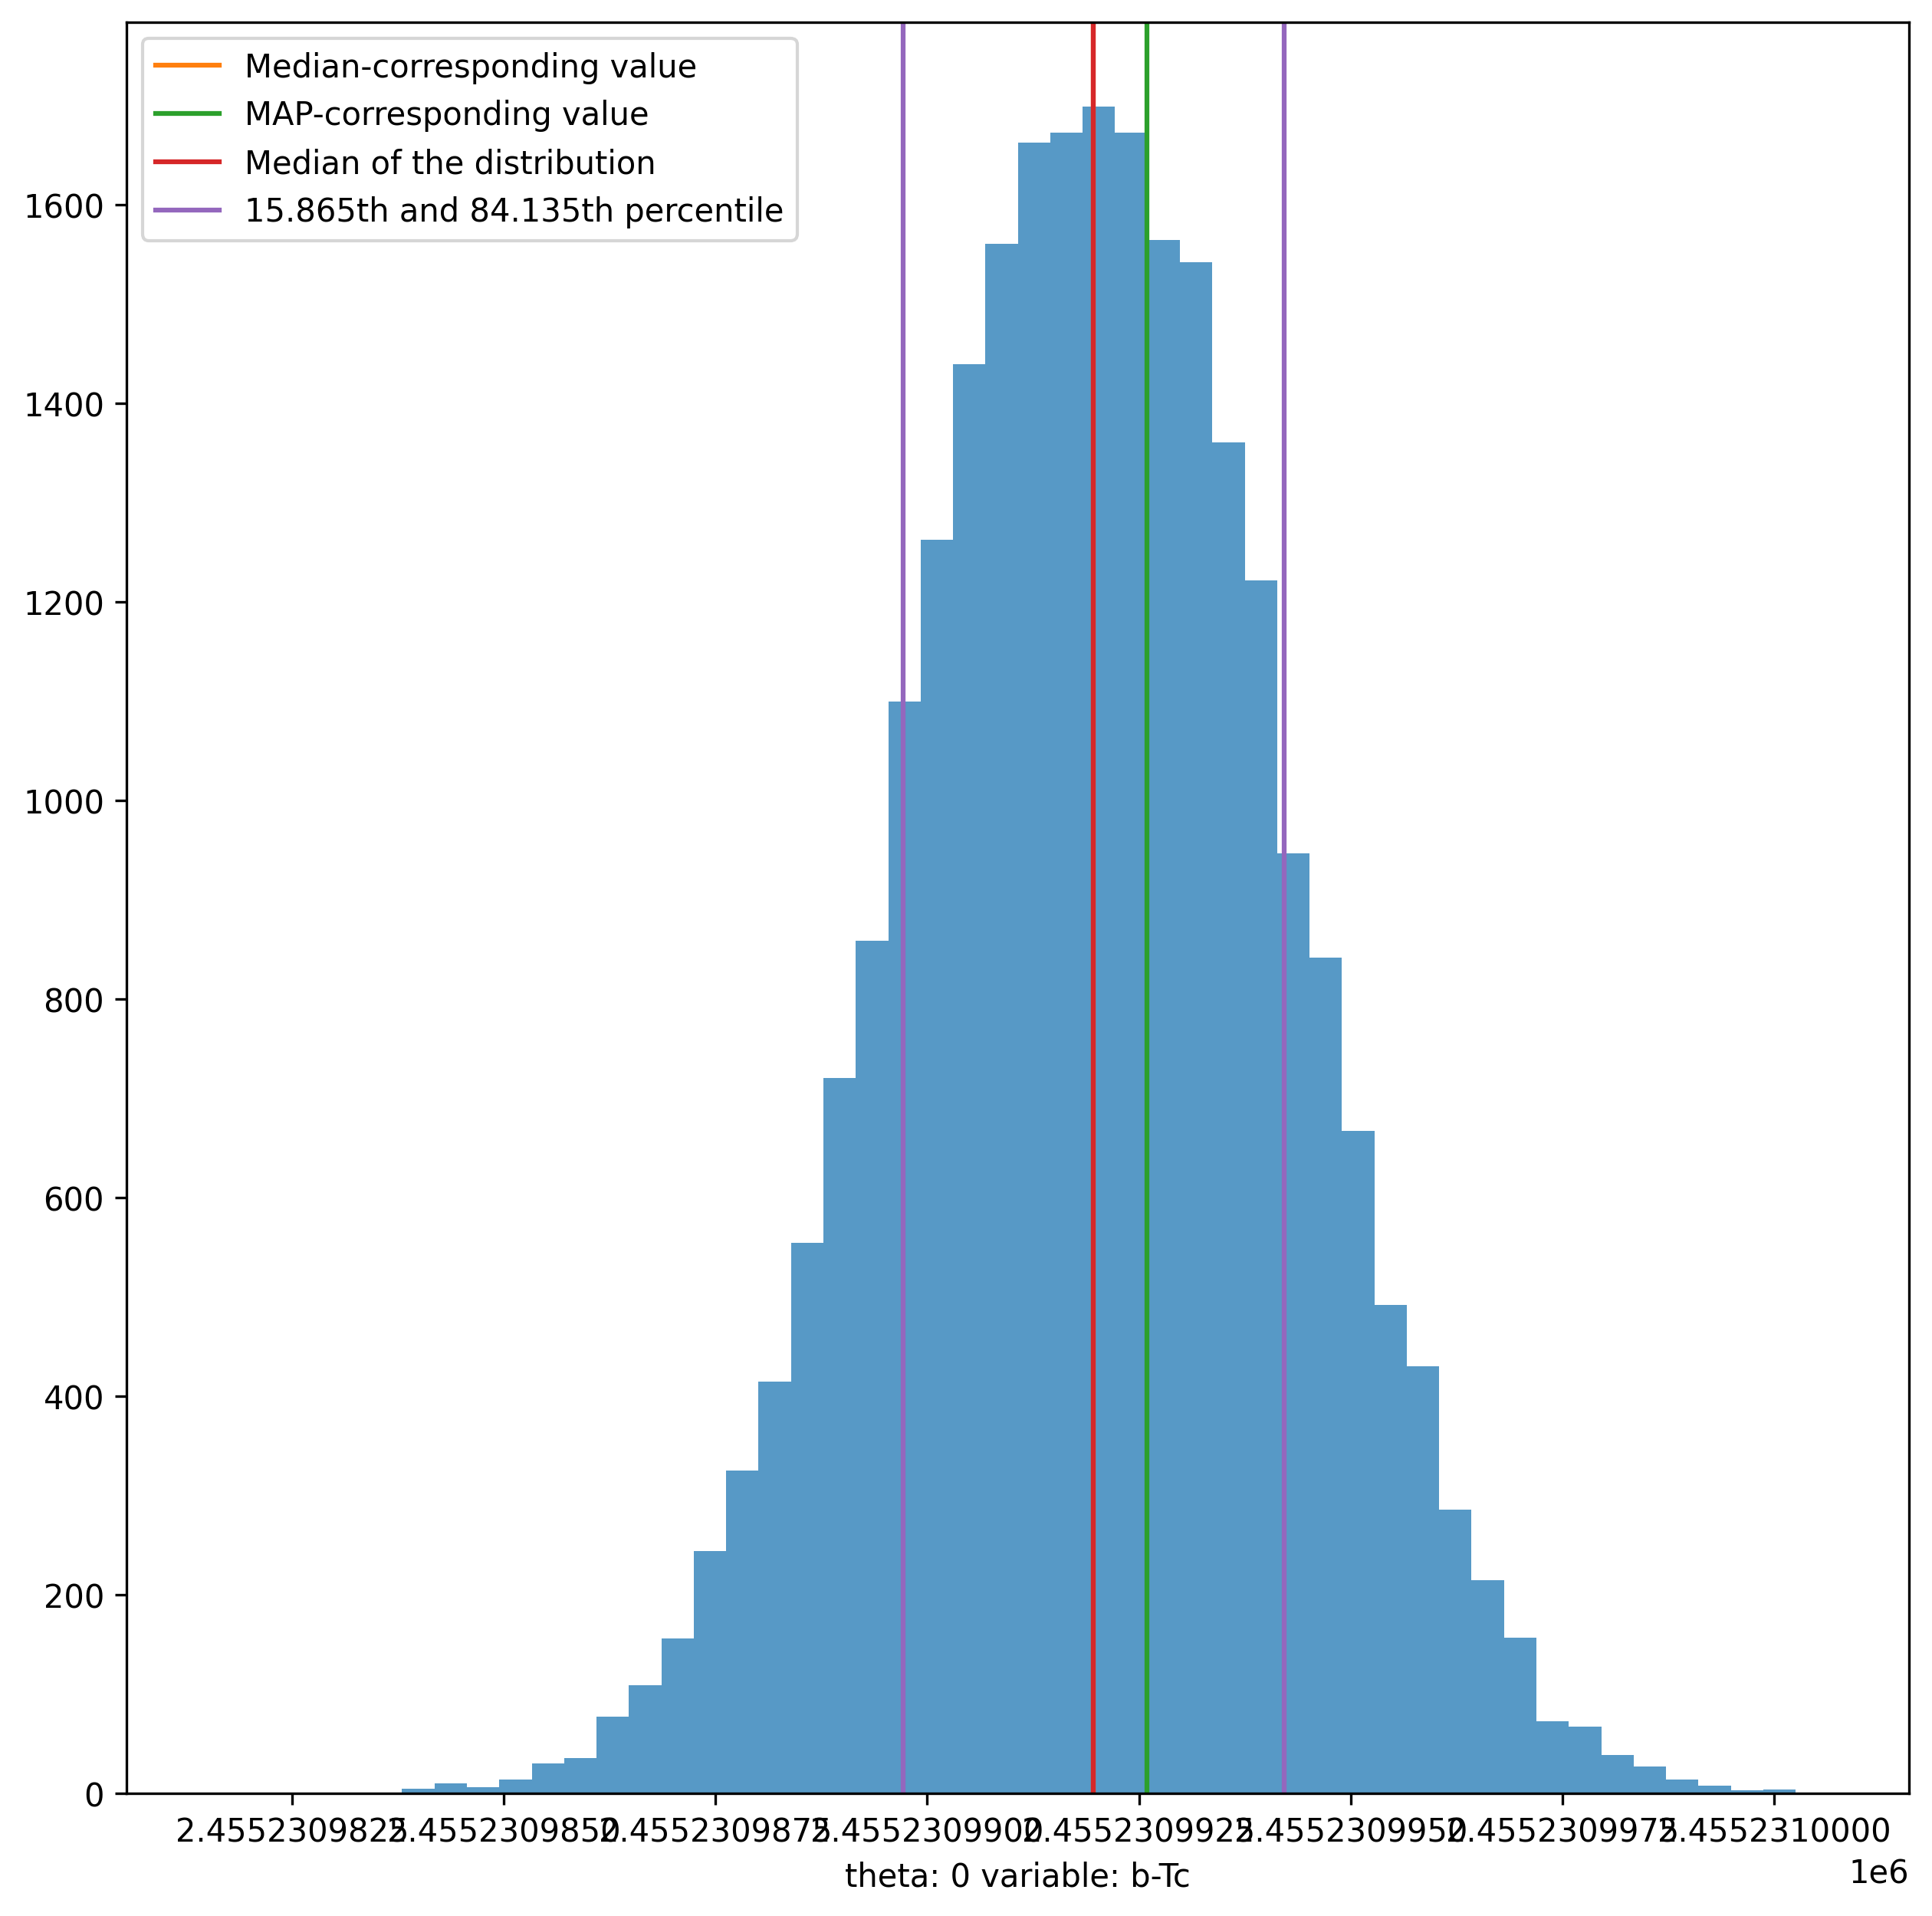 Median-corresponding value
MAP-corresponding value
Median of the distribution
15.865th and 84.135th percentile
1600
1400
1200
1000
800
600
400
200
0
2.4552309825 2.4552309850 2.4552309875 2.4552309900 2.4552309925 2.4552309950 2.4552309975 2.4552310000
1e6
theta: 0 variable: b-Tc